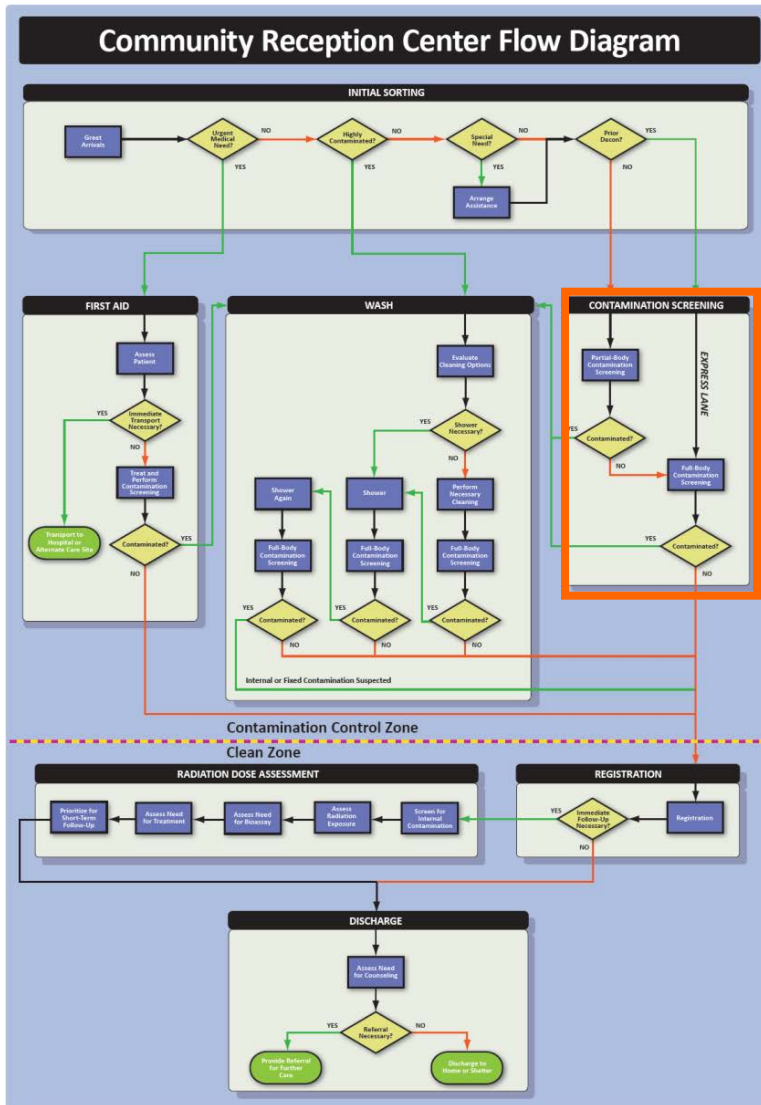 Community Reception Center Flow Diagram
INITIAL SORTING
Greet
Arrivals
Urgent
Medical
Need?
NO
YES
Highly
Contaminated?
NO
YES
Special
Need?
NO
YES
Arrange
Assistance
Prior
Decon?
YES
NO
FIRST AID
Assess
Patient
Immediate
Transport
Necessary?
YES
NO
Treat and
Perform
Contamination
Screening
Transport to
Hospital or
Alternate Care Site
Contaminated?
YES
NO
WASH
Evaluate
Cleaning Options
Shower
Necessary?
YES
NO
Shower
Again
Shower
Perform
Necessary
Cleaning
Full-Body
Contamination
Screening
Full-Body
Contamination
Screening
Full-Body
Contamination
Screening
Contaminated?
YES
NO
Contaminated?
YES
NO
Contaminated?
YES
NO
Internal or Fixed Contamination Suspected
CONTAMINATION SCREENING
Partial-Body
Contamination
Screening
EXPRESS LANE
Contaminated?
YES
NO
Full-Body
Contamination
Screening
Contaminated?
YES
NO
Contamination Control Zone
Clean Zone
RADIATION DOSE ASSESSMENT
Prioritize for
Short-Term
Follow-Up
Assess Need
for Treatment
Assess Need
for Bioassay
Assess
Radiation
Exposure
Screen for
Internal
Contamination
REGISTRATION
YES
Immediate
Follow-Up
Necessary?
NO
Registration
DISCHARGE
Assess Need
for Counseling
YES
Referral
Necessary?
NO
Provide Referral
for Further
Care
Discharge to
Home or Shelter